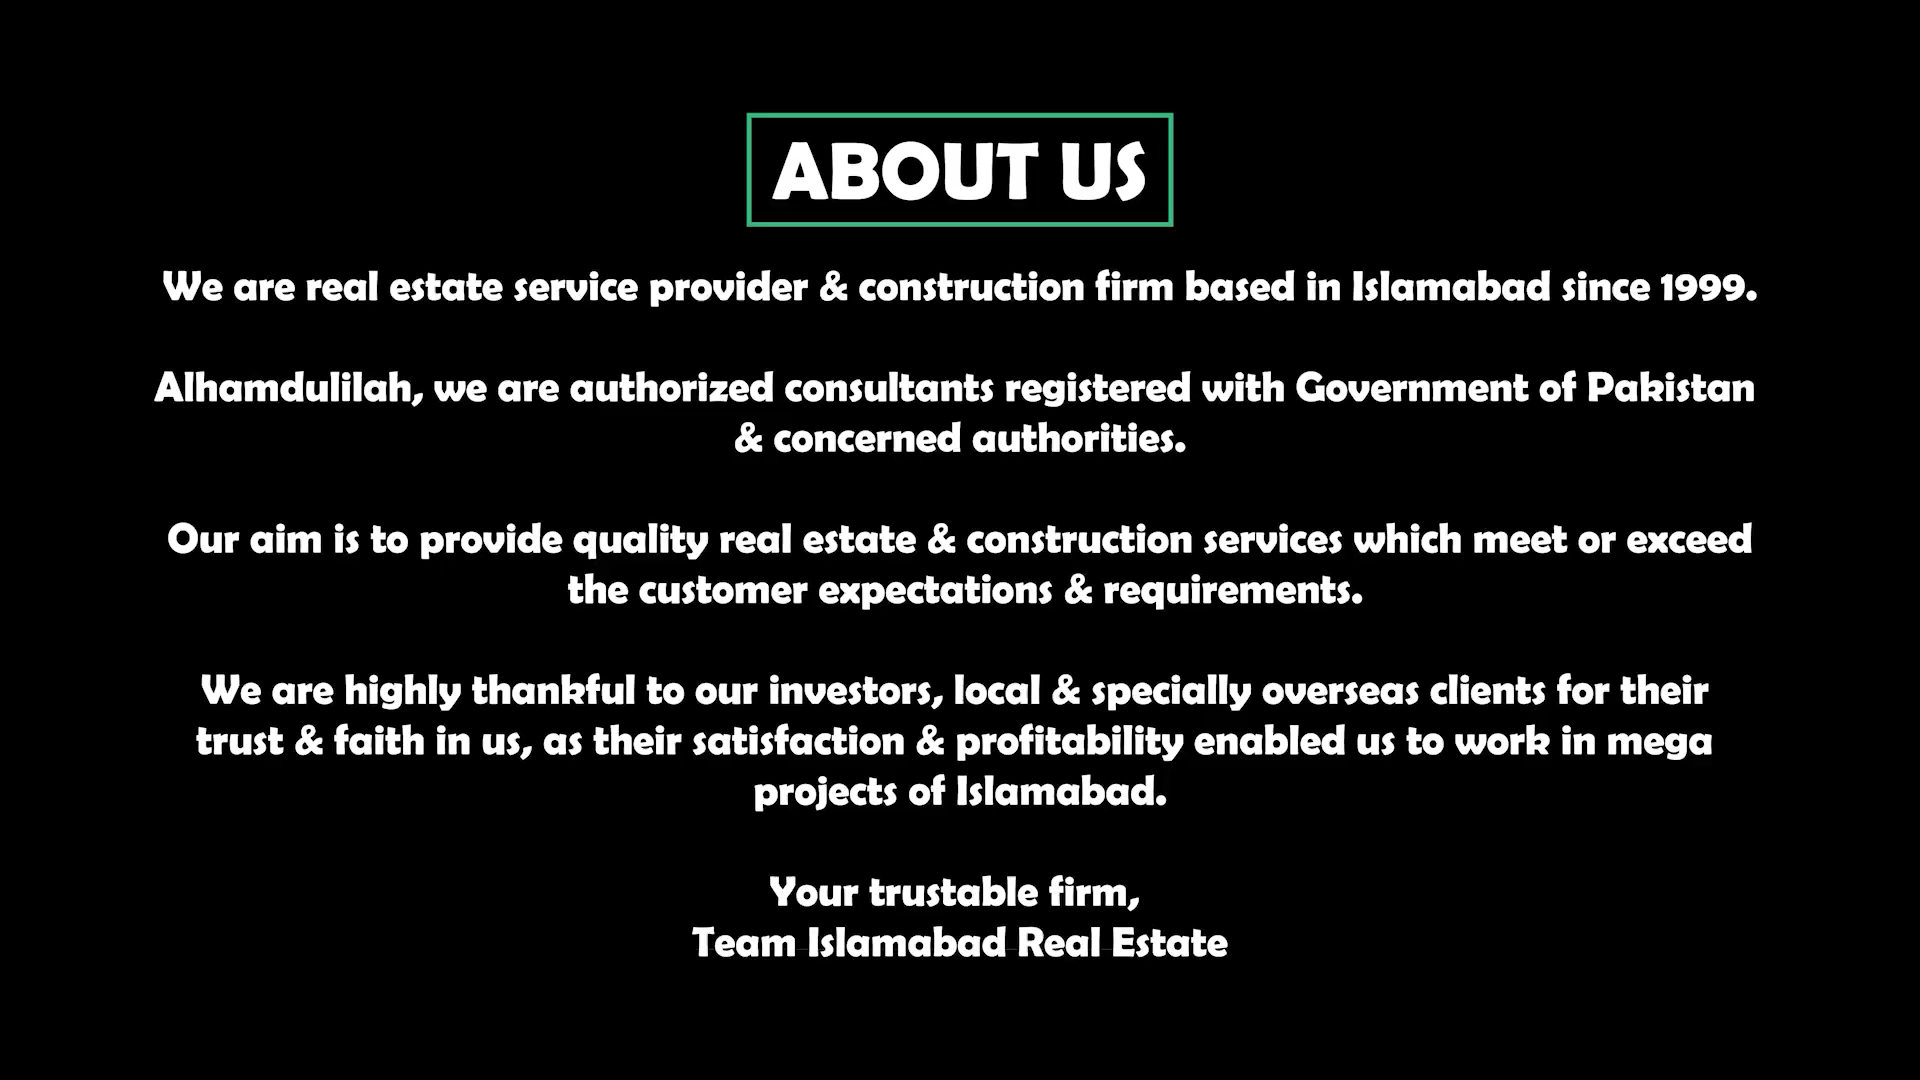 ABOUT US
We are real estate service provider & construction firm based in Islamabad since 1999.
Alhamdulilah, we are authorized consultants registered with Government of Pakistan
& concerned authorities.
Our aim is to provide quality real estate & construction services which meet or exceed
the customer expectations & requirements.
We are highly thankful to our investors, local & specially overseas clients for their
trust & faith in us, as their satisfaction & profitability enabled us to work in mega
projects of Islamabad.
Your trustable firm,
Team Islamabad Real Estate